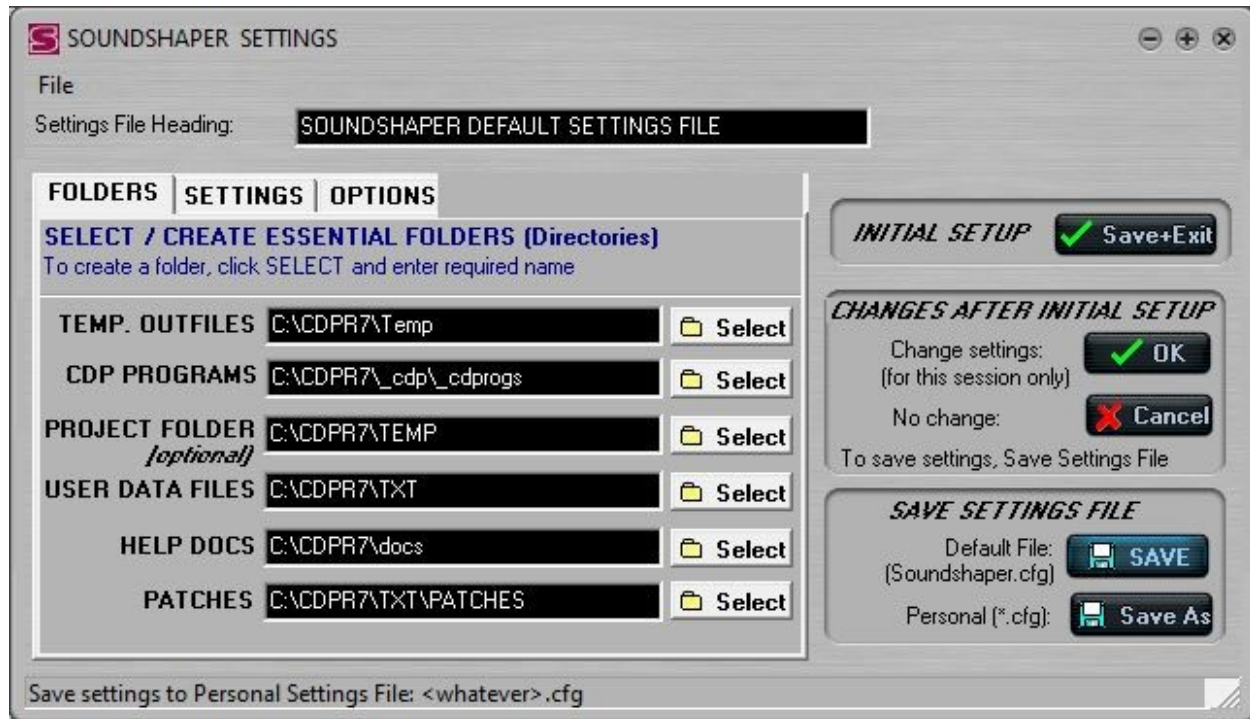 SOUNDSHAPER SETTINGS
File
Settings File Heading: SOUNDSHAPER DEFAULT SETTINGS FILE
FOLDERS SETTINGS OPTIONS
SELECT / CREATE ESSENTIAL FOLDERS (Directories)
To create a folder, click SELECT and enter required name
TEMP. OUTFILES C:\CDPR7\Temp Select
CDP PROGRAMS C:\CDPR7\_cdp\_cdprogs Select
PROJECT FOLDER C:\CDPR7\TEMP Select
(optional)
USER DATA FILES C:\CDPR7\TXT Select
HELP DOCS C:\CDPR7\docs Select
PATCHES C:\CDPR7\TXT\PATCHES Select
INITIAL SETUP Save+Exit
CHANGES AFTER INITIAL SETUP
Change settings: OK
(for this session only)
No change: Cancel
To save settings, Save Settings File
SAVE SETTINGS FILE
Default File: SAVE
(Soundshaper.cfg)
Personal (*.cfg): Save As
Save settings to Personal Settings File: <whatever>.cfg